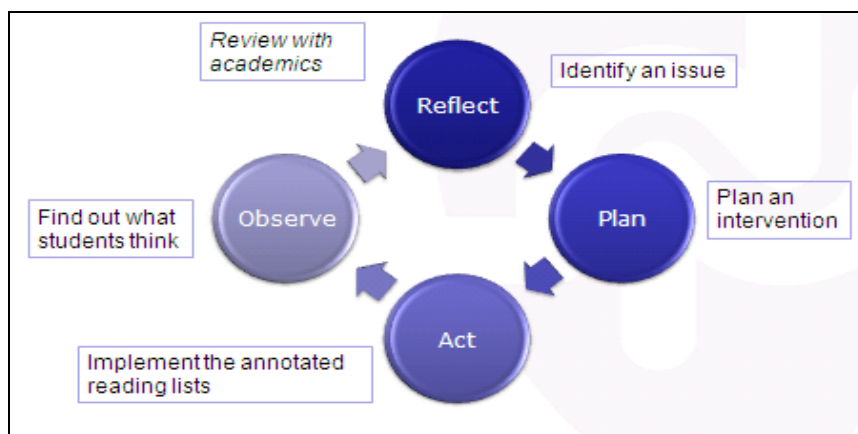 Review with
academics
Reflect
Identify an issue
Find out what
students think
Observe
Plan
Plan an
intervention
Act
Implement the annotated
reading lists